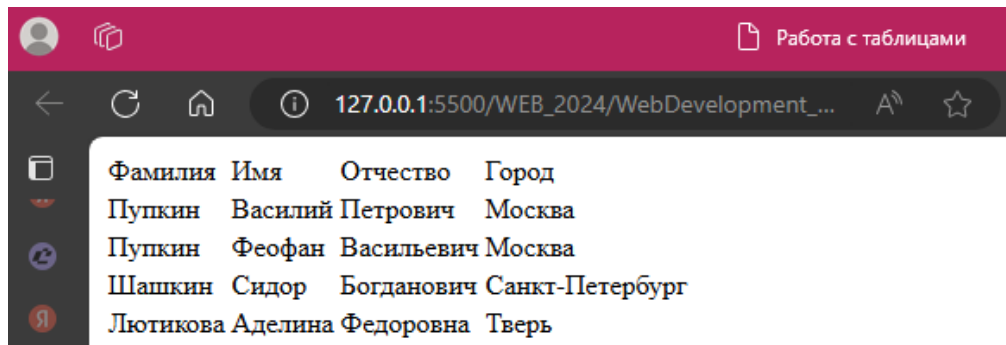 Работа с таблицами
127.0.0.1:5500/WEB_2024/WebDevelopment_...
Фамилия Имя Отчество Город
Пупкин Василий Петрович Москва
Пупкин Феофан Васильевич Москва
Шашкин Сидор Богданович Санкт-Петербург
Лютикова Аделина Федоровна Тверь